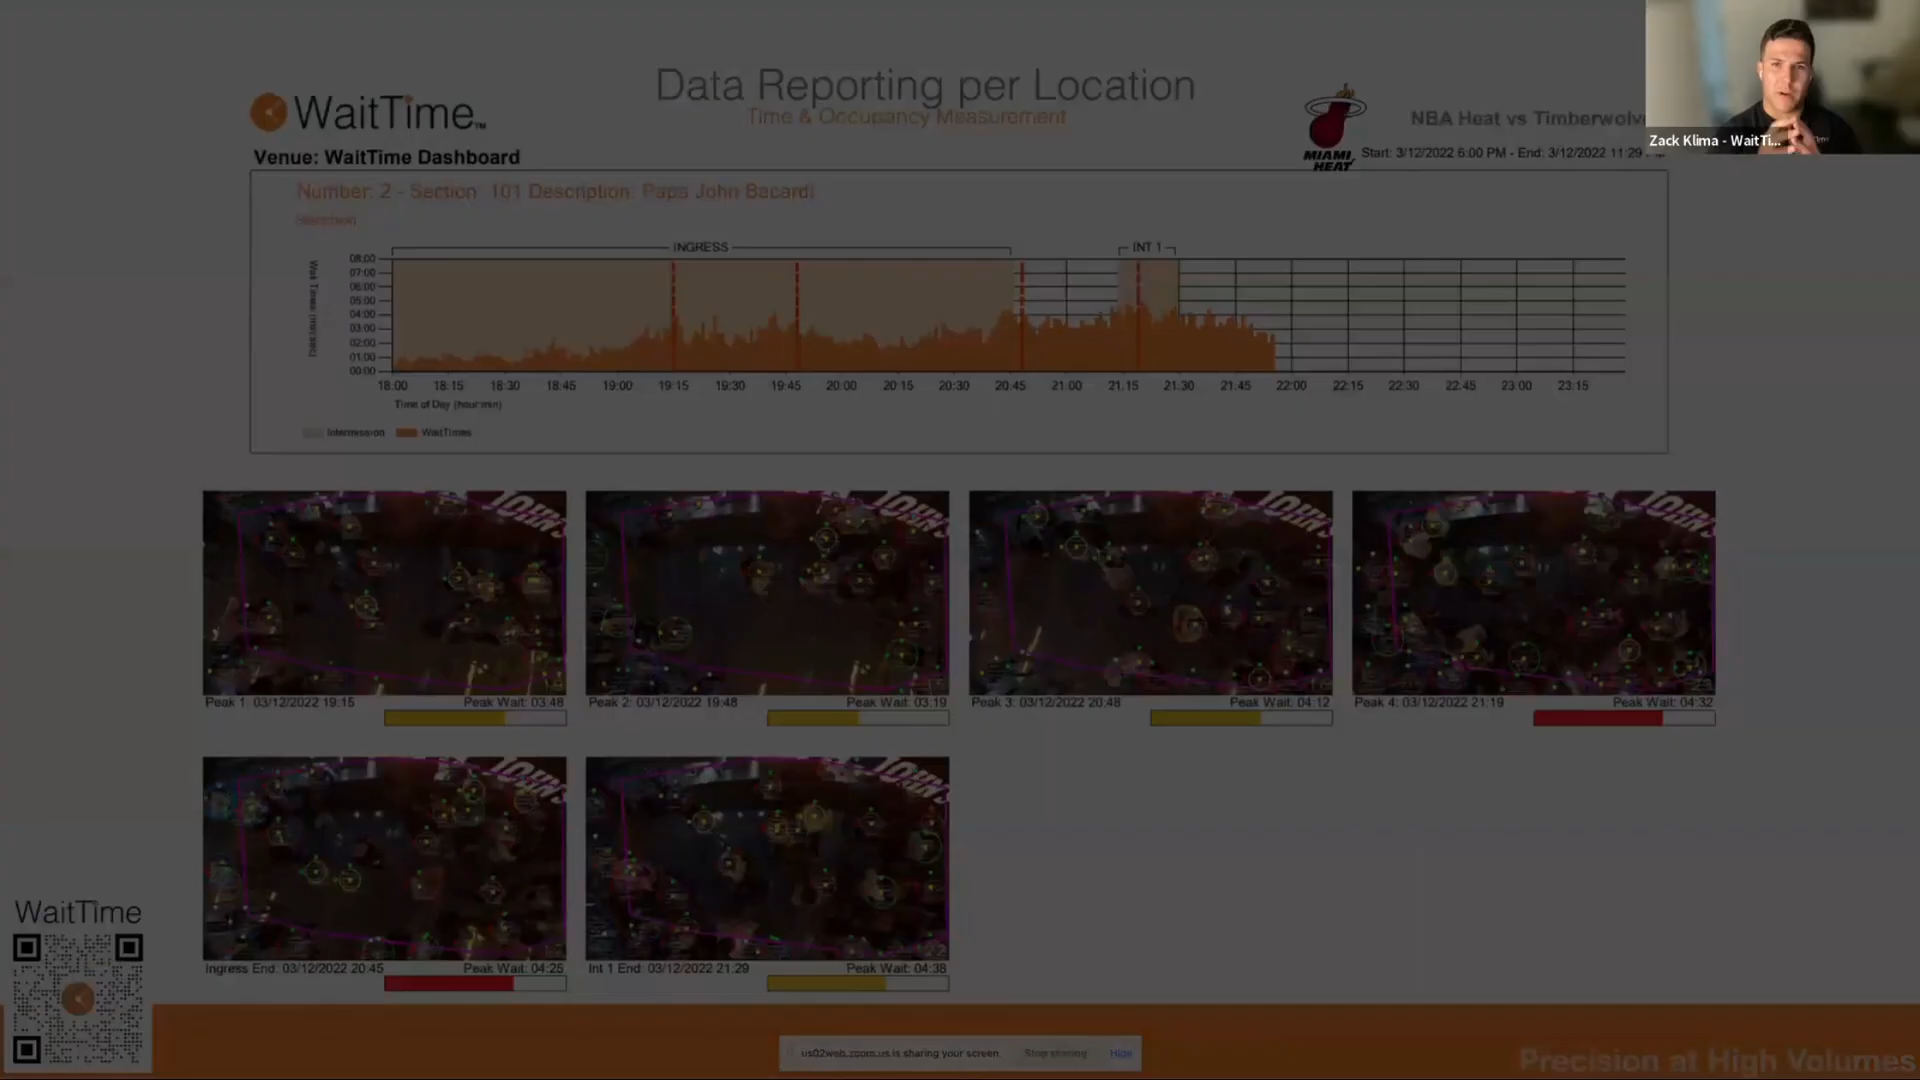 Data Reporting per Location
Time & Occupancy Measurement
WaitTime™
Venue: WaitTime Dashboard
MIAMI HEAT
NBA Heat vs Timberwolv
Start: 3/12/2022 6:00 PM - End: 3/12/2022 11:29
Zack Klima - WaitTi...
Number: 2 - Section: 101 Description: Papa John Bacardi
INGRESS
INT 1
08:00
07:00
06:00
05:00
04:00
03:00
02:00
01:00
00:00
18:00 18:15 18:30 18:45 19:00 19:15 19:30 19:45 20:00 20:15 20:30 20:45 21:00 21:15 21:30 21:45 22:00 22:15 22:30 22:45 23:00 23:15
Time of Day (hour:min)
Intermission WaitTimes
JOHN'S JOHN'S JOHN'S JOHN'S
Peak 1: 03/12/2022 19:15 Peak Wait: 03:48
Peak 2: 03/12/2022 19:48 Peak Wait: 03:19
Peak 3: 03/12/2022 20:48 Peak Wait: 04:12
Peak 4: 03/12/2022 21:19 Peak Wait: 04:32
JOHN'S JOHN'S
Ingress End: 03/12/2022 20:45 Peak Wait: 04:25
Int 1 End: 03/12/2022 21:29 Peak Wait: 04:38
WaitTime
us02web.zoom.us is sharing your screen. Stop sharing Hide
Precision at High Volumes